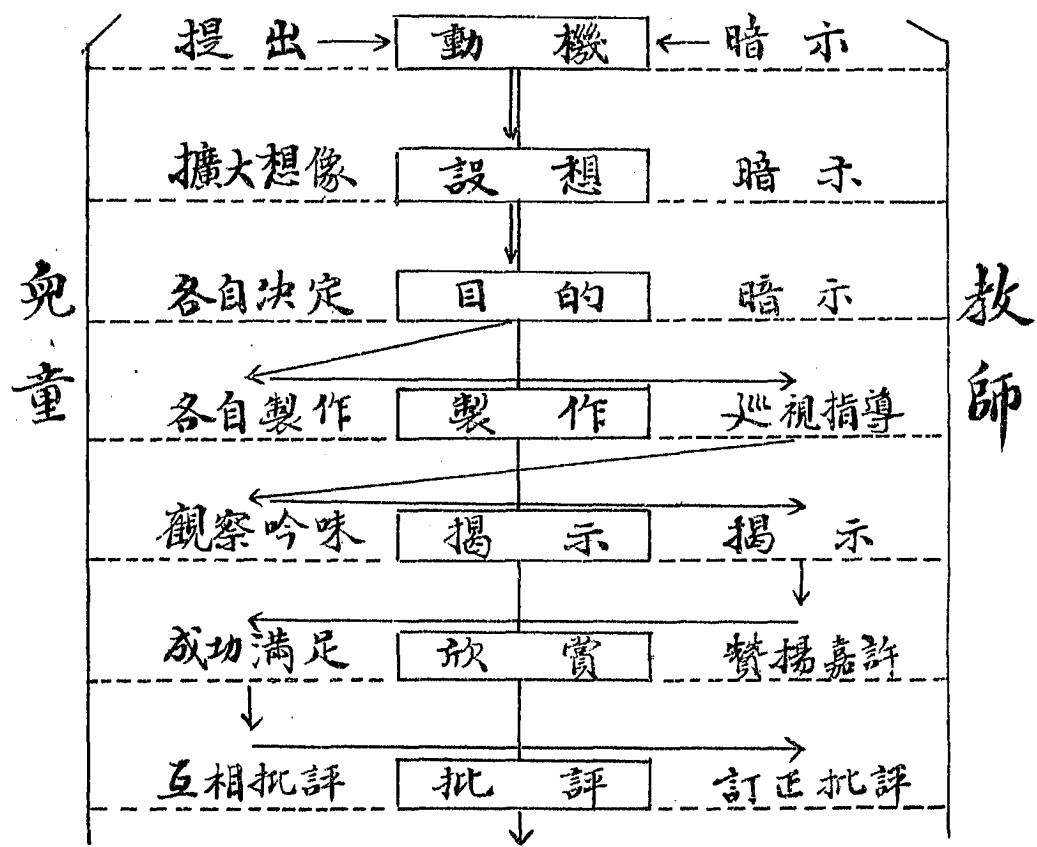 提出 動機 暗示
擴大想像 設想 暗示
各自決定 目的 暗示
兒童
教師
各自製作 製作 巡視指導
觀察吟味 揭示 揭示
成功滿足 欣賞 贊揚嘉許
互相批評 批評 訂正批評